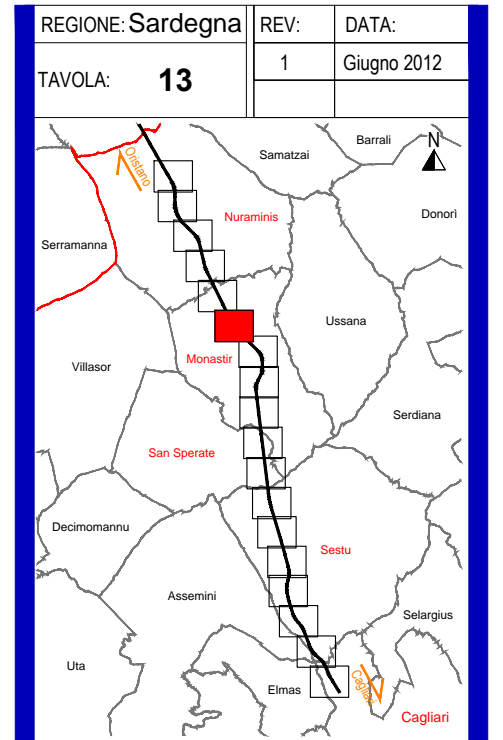 REGIONE: Sardegna
REV:
DATA:
TAVOLA: 13
1
Giugno 2012
Barrali
N
Samatzai
Oristano
Donorì
Nuraminis
Serramanna
Ussana
Monastir
Villasor
Serdiana
San Sperate
Decimomannu
Sestu
Assemini
Selargius
Uta
Elmas
Cagliari
Cagliari